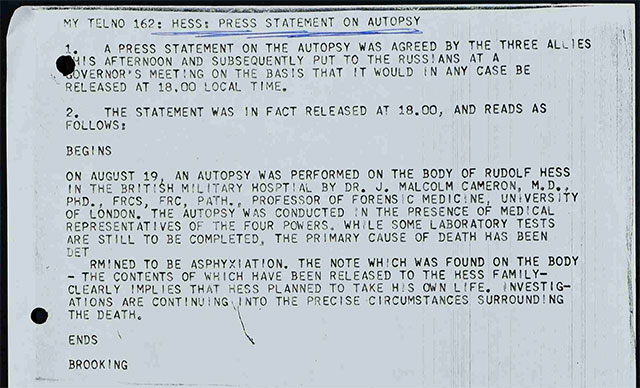 MY TELNO 162: HESS: PRESS STATEMENT ON AUTOPSY
1. A PRESS STATEMENT ON THE AUTOPSY WAS AGREED BY THE THREE ALLIES
THIS AFTERNOON AND SUBSEQUENTLY PUT TO THE RUSSIANS AT A
GOVERNOR'S MEETING ON THE BASIS THAT IT WOULD IN ANY CASE BE
RELEASED AT 18.00 LOCAL TIME.
2. THE STATEMENT WAS IN FACT RELEASED AT 18.00, AND READS AS
FOLLOWS:
BEGINS
ON AUGUST 19, AN AUTOPSY WAS PERFORMED ON THE BODY OF RUDOLF HESS
IN THE BRITISH MILITARY HOSPTIAL BY DR. J. MALCOLM CAMERON, M.D.,
PHD., FRCS, FRC, PATH., PROFESSOR OF FORENSIC MEDICINE, UNIVERSITY
OF LONDON. THE AUTOPSY WAS CONDUCTED IN THE PRESENCE OF MEDICAL
REPRESENTATIVES OF THE FOUR POWERS. WHILE SOME LABORATORY TESTS
ARE STILL TO BE COMPLETED, THE PRIMARY CAUSE OF DEATH HAS BEEN
DET
RMINED TO BE ASPHYXIATION. THE NOTE WHICH WAS FOUND ON THE BODY
- THE CONTENTS OF WHICH HAVE BEEN RELEASED TO THE HESS FAMILY-
CLEARLY IMPLIES THAT HESS PLANNED TO TAKE HIS OWN LIFE. INVESTIG-
ATIONS ARE CONTINUING INTO THE PRECISE CIRCUMSTANCES SURROUNDING
THE DEATH.
ENDS
BROOKING